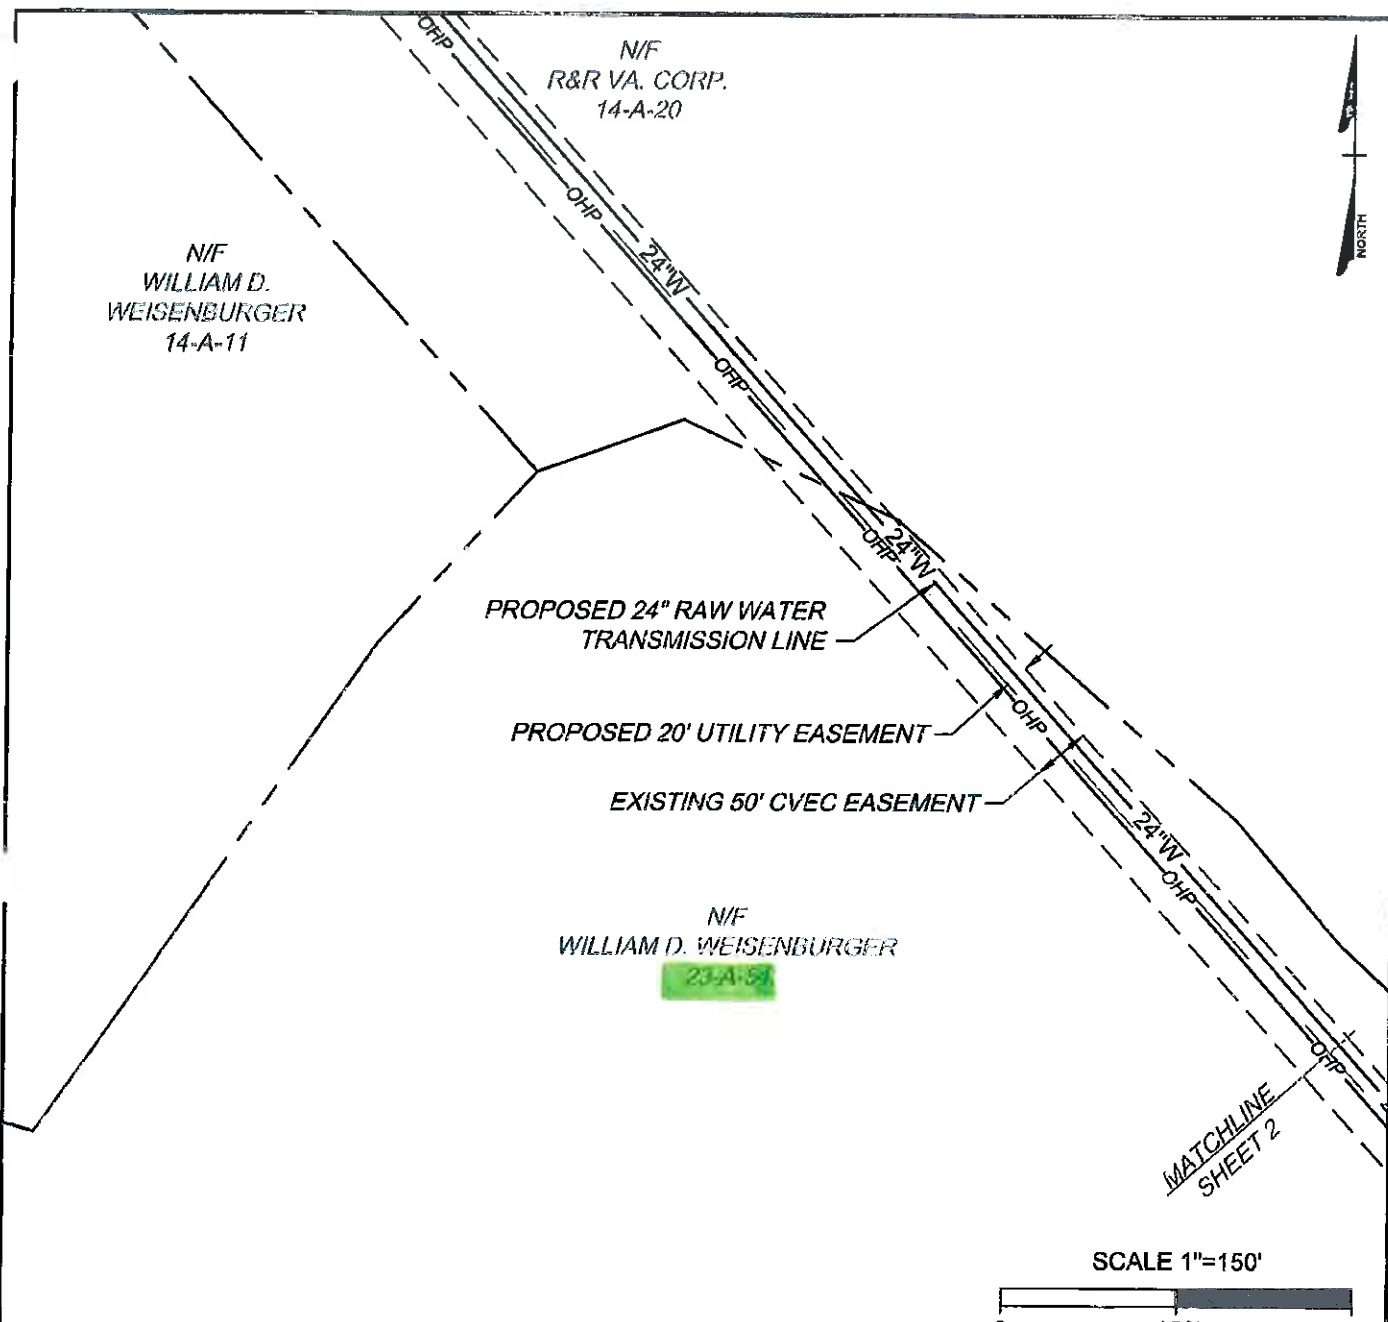 N/F
R&R VA. CORP.
14-A-20
NORTH
N/F
WILLIAM D.
WEISENBURGER
14-A-11
OHP
OHP
24"W
OHP
24"W
OHP
PROPOSED 24" RAW WATER
TRANSMISSION LINE
PROPOSED 20' UTILITY EASEMENT
OHP
EXISTING 50' CVEC EASEMENT
24"W
OHP
N/F
WILLIAM D. WEISENBURGER
OHP
MATCHLINE
SHEET 2
SCALE 1"=150'